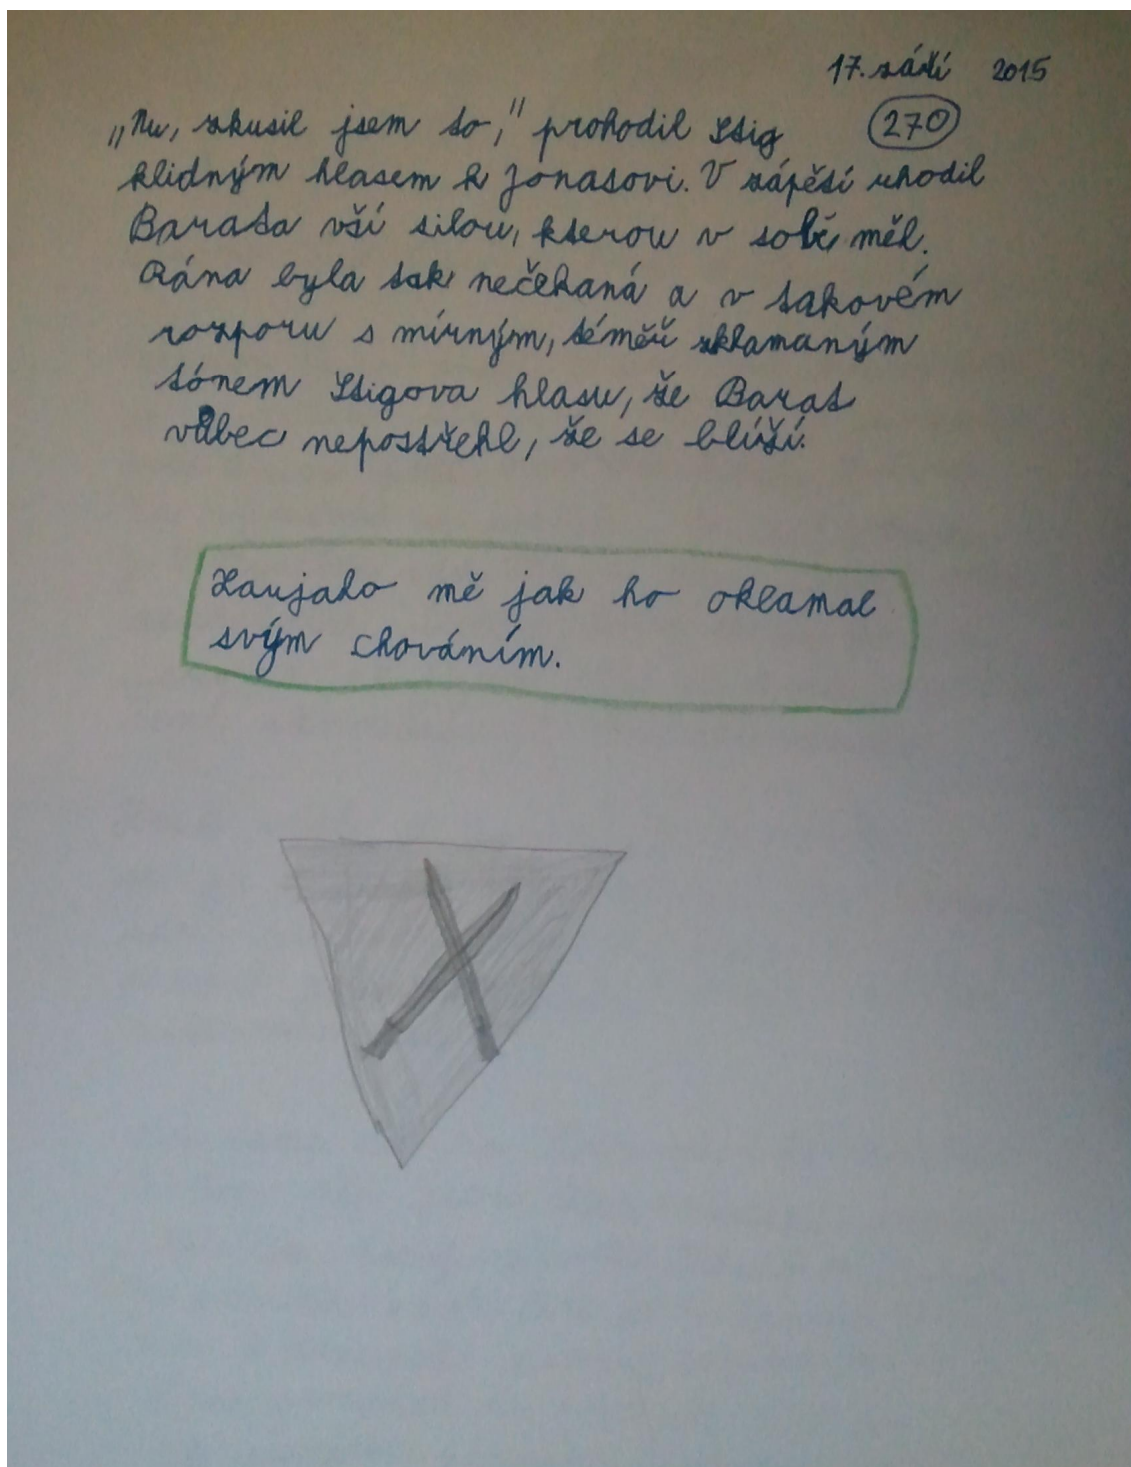 17. září 2015
„Nu, zkusil jsem to," prohodil Stig 270
klidným hlasem k Jonasovi. V zápětí uhodil
Barata vší silou, kterou v sobě měl.
Rána byla tak nečekaná a v takovém
rozporu s mírným, téměř zklamaným
tónem Stigova hlasu, že Barat
vůbec nepostřehl, že se blíží.
Zaujalo mě jak ho oklamal
svým chováním.